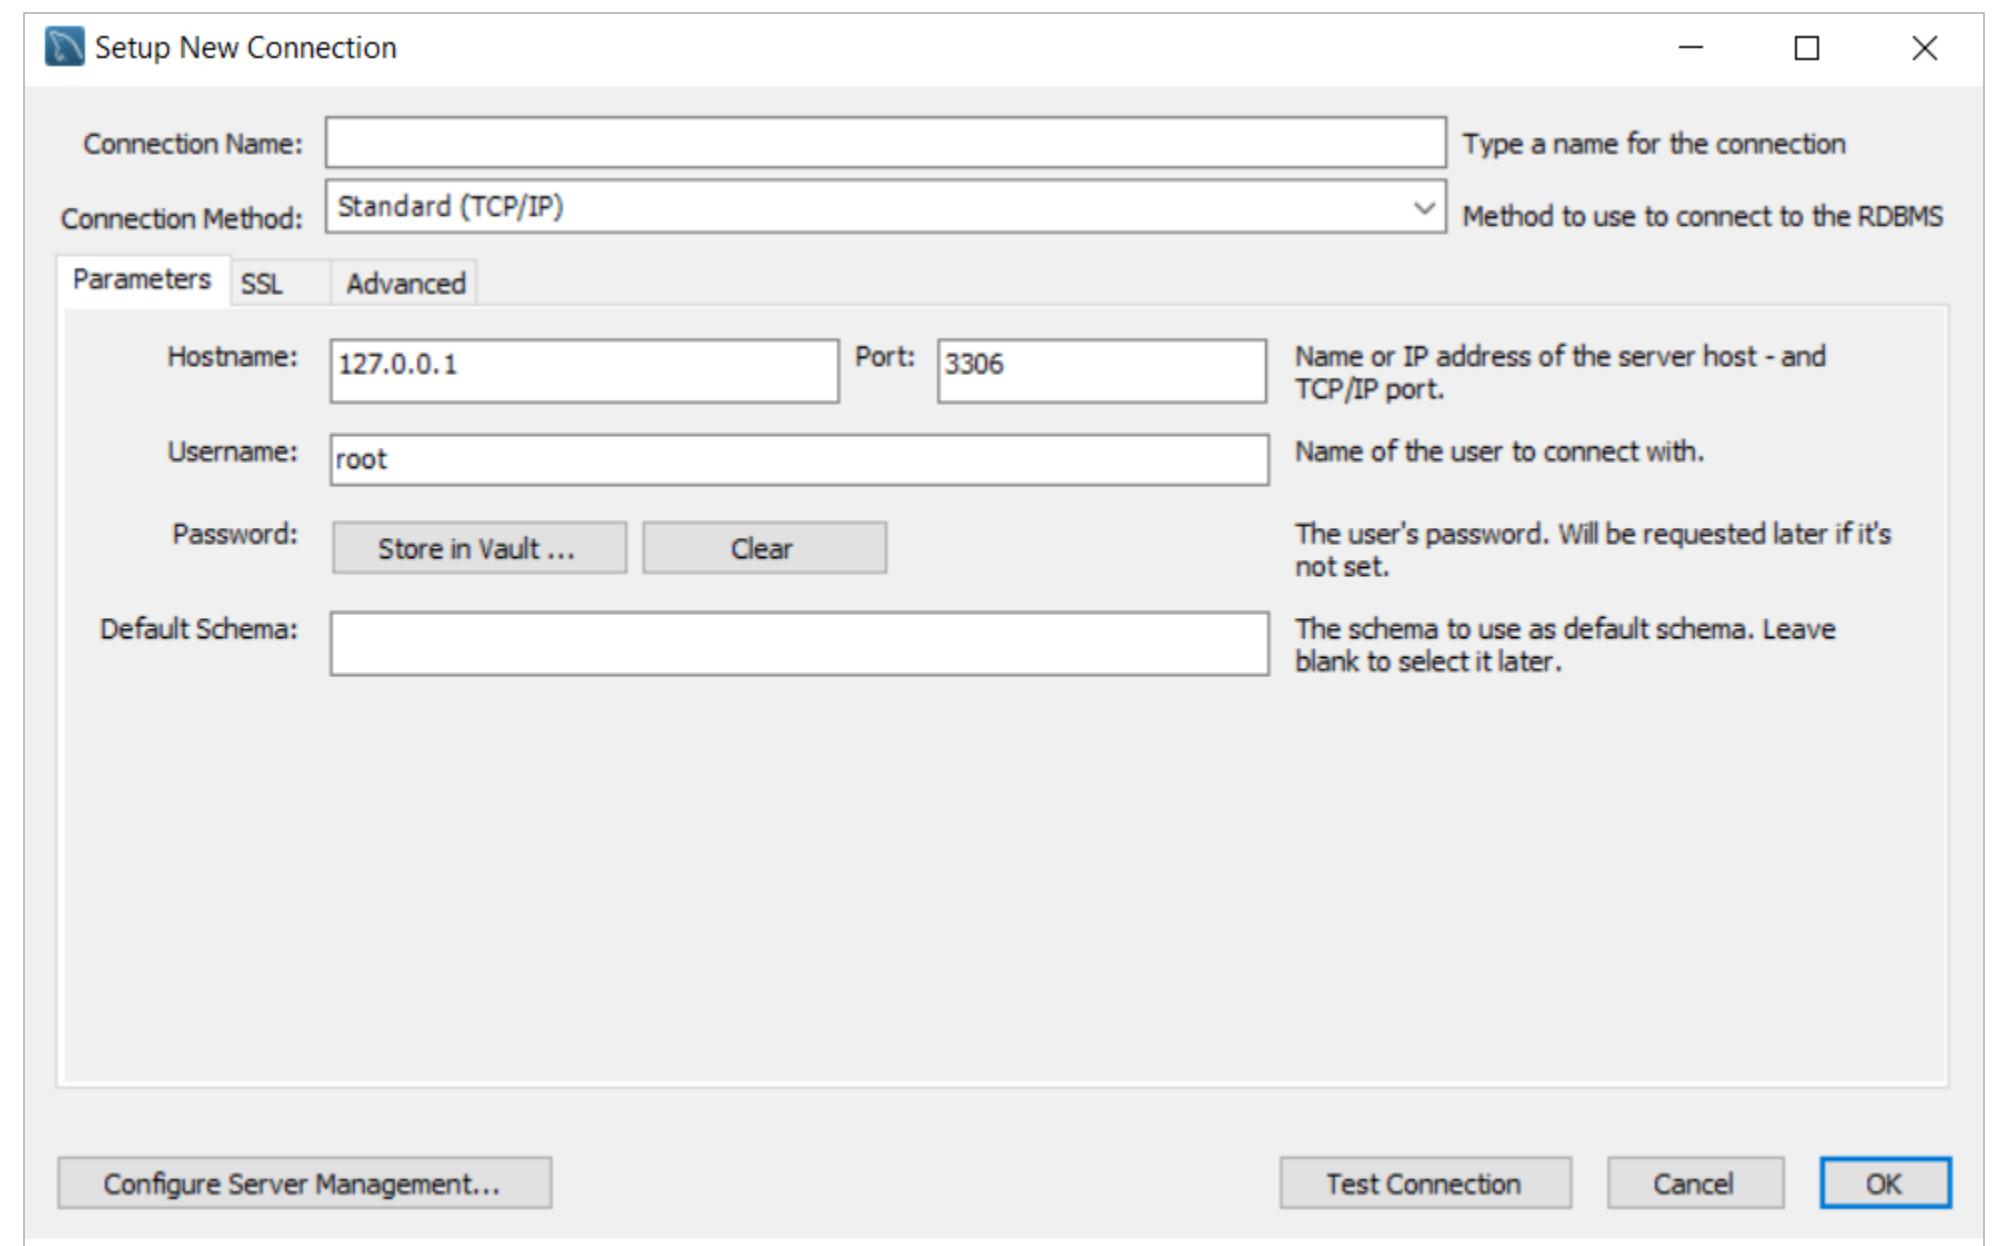 Setup New Connection
Connection Name: Type a name for the connection
Connection Method: Standard (TCP/IP) Method to use to connect to the RDBMS
Parameters SSL Advanced
Hostname: 127.0.0.1 Port: 3306 Name or IP address of the server host - and
TCP/IP port.
Username: root Name of the user to connect with.
Password: Store in Vault ... Clear The user's password. Will be requested later if it's
not set.
Default Schema: The schema to use as default schema. Leave
blank to select it later.
Configure Server Management... Test Connection Cancel OK